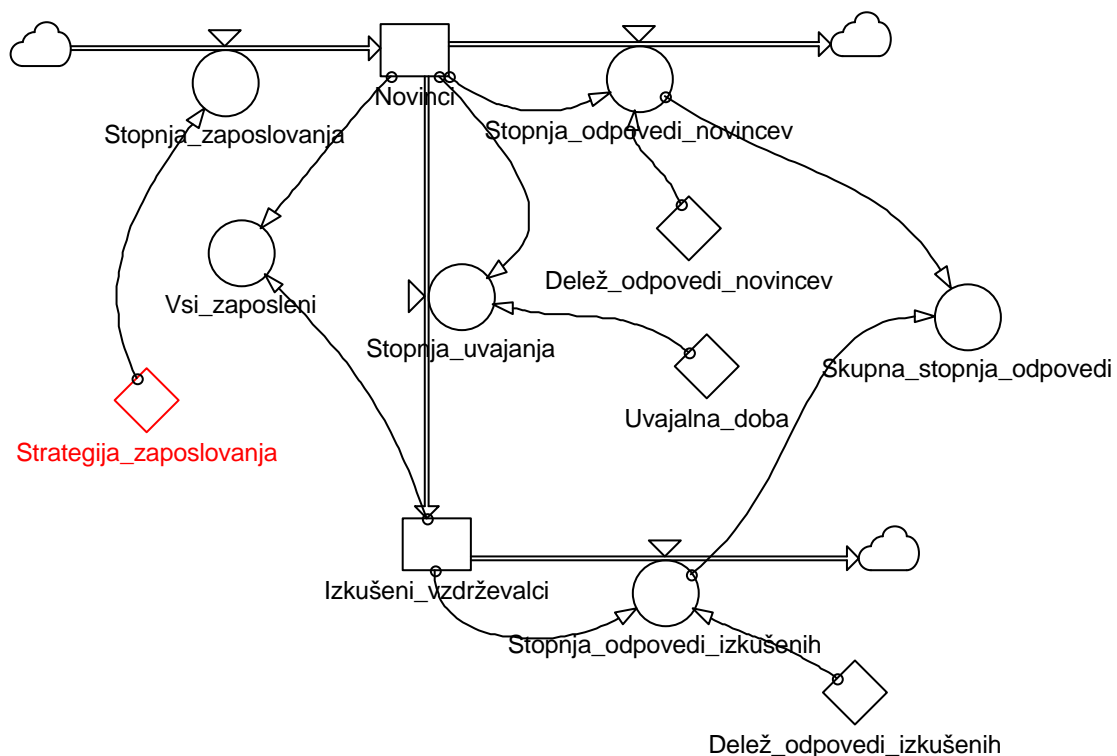 Novinci
Stopnja_zaposlovanja
Stopnja_odpovedi_novincev
Delež_odpovedi_novincev
Vsi_zaposleni
Stopnja_uvajanja
Skupna_stopnja_odpovedi
Uvajalna_doba
Strategija_zaposlovanja
Izkušeni_vzdrževalci
Stopnja_odpovedi_izkušenih
Delež_odpovedi_izkušenih